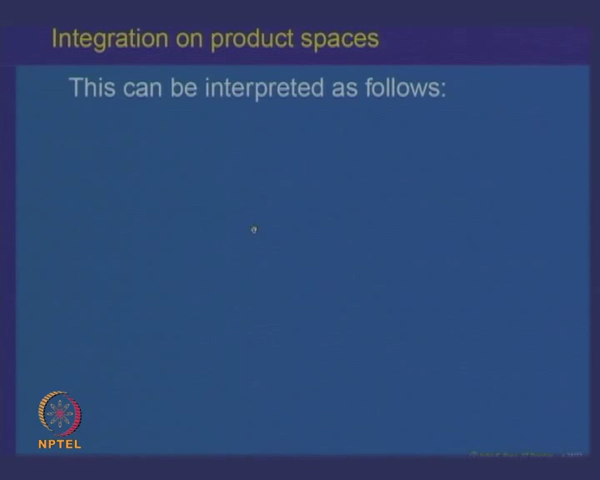 Integration on product spaces
This can be interpreted as follows:
NPTEL